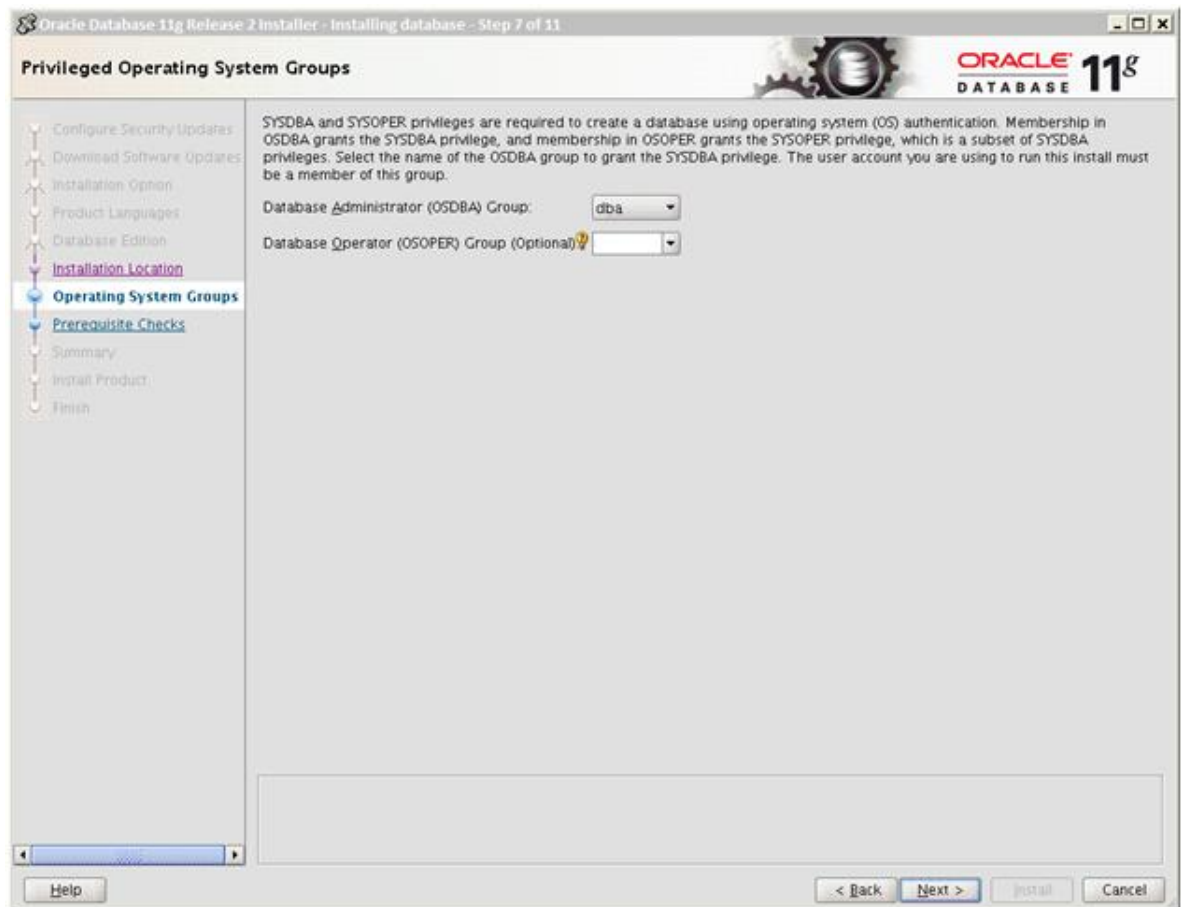 Oracle Database 11g Release 2 Installer - Installing database - Step 7 of 11
Privileged Operating System Groups
ORACLE
DATABASE
11g
Configure Security Updates
Download Software Updates
Installation Option
Product Languages
Database Edition
Installation Location
Operating System Groups
Prerequisite Checks
Summary
Install Product
Finish
SYSDBA and SYSOPER privileges are required to create a database using operating system (OS) authentication. Membership in
OSDBA grants the SYSDBA privilege, and membership in OSOPER grants the SYSOPER privilege, which is a subset of SYSDBA
privileges. Select the name of the OSDBA group to grant the SYSDBA privilege. The user account you are using to run this install must
be a member of this group.
Database Administrator (OSDBA) Group: dba
Database Operator (OSOPER) Group (Optional)
Help
< Back
Next >
Install
Cancel